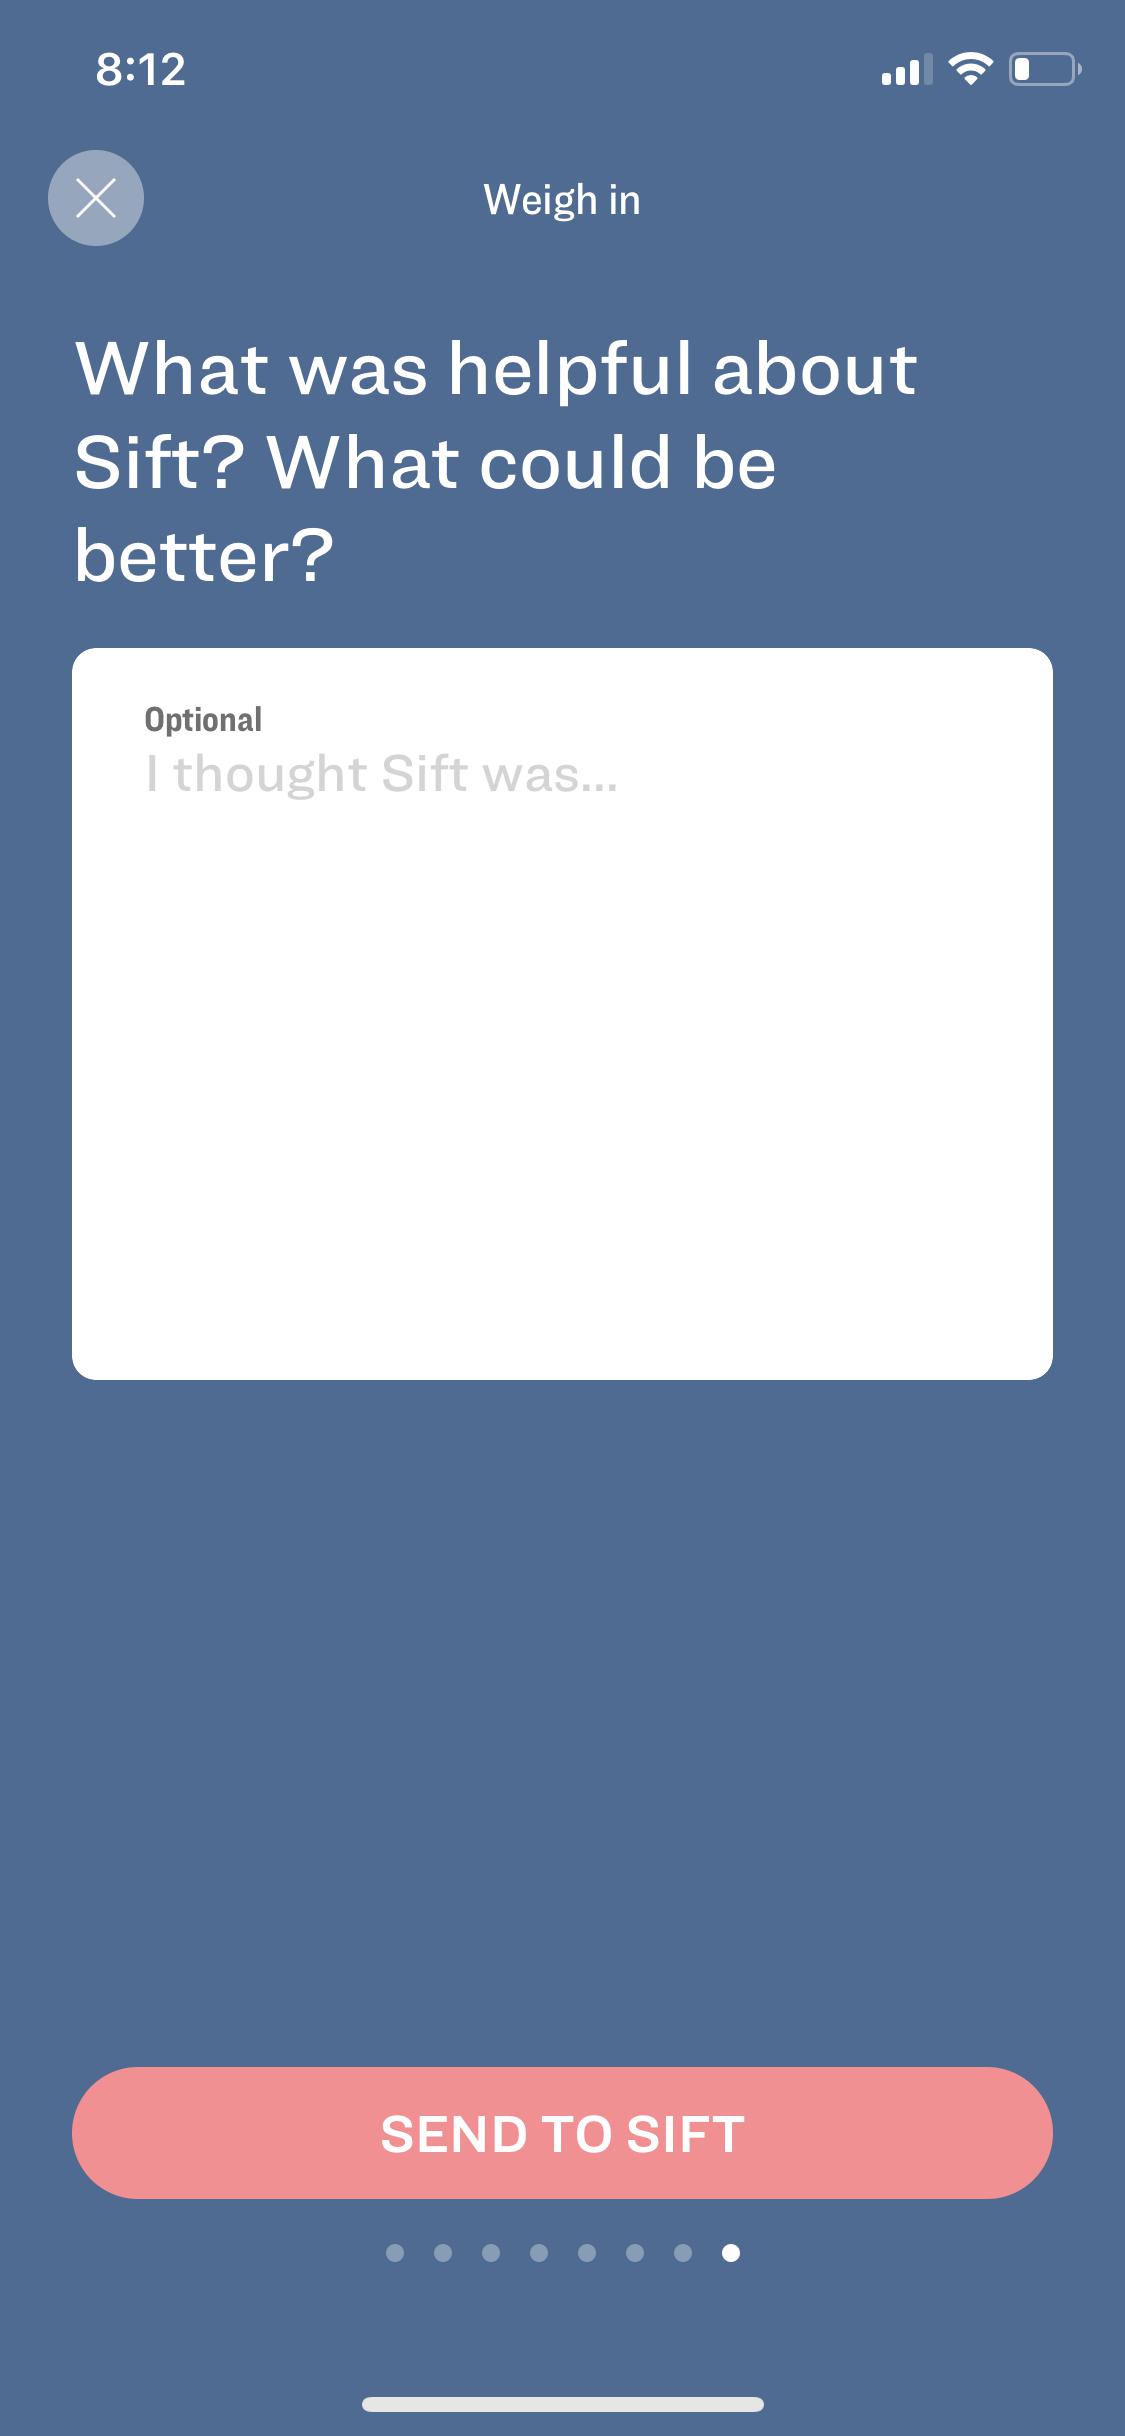 8:12
Weigh in
What was helpful about
Sift? What could be
better?
Optional
I thought Sift was...
SEND TO SIFT